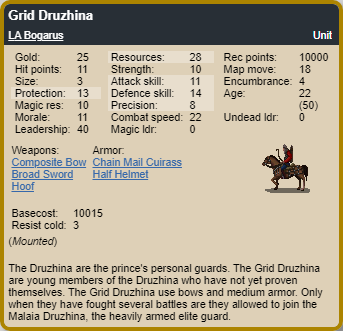 Grid Druzhina
LA Bogarus Unit
Gold: 25 Resources: 28 Rec points: 10000
Hit points: 11 Strength: 10 Map move: 18
Size: 3 Attack skill: 11 Encumbrance: 4
Protection: 13 Defence skill: 14 Age: 22
Magic res: 10 Precision: 8 (50)
Morale: 11 Combat speed: 22 Undead ldr: 0
Leadership: 40 Magic ldr: 0
Weapons: Armor:
Composite Bow Chain Mail Cuirass
Broad Sword Half Helmet
Hoof
Basecost: 10015
Resist cold: 3
(Mounted)
The Druzhina are the prince's personal guards. The Grid Druzhina
are young members of the Druzhina who have not yet proven
themselves. The Grid Druzhina use bows and medium armor. Only
when they have fought several battles are they allowed to join the
Malaia Druzhina, the heavily armed elite guard.